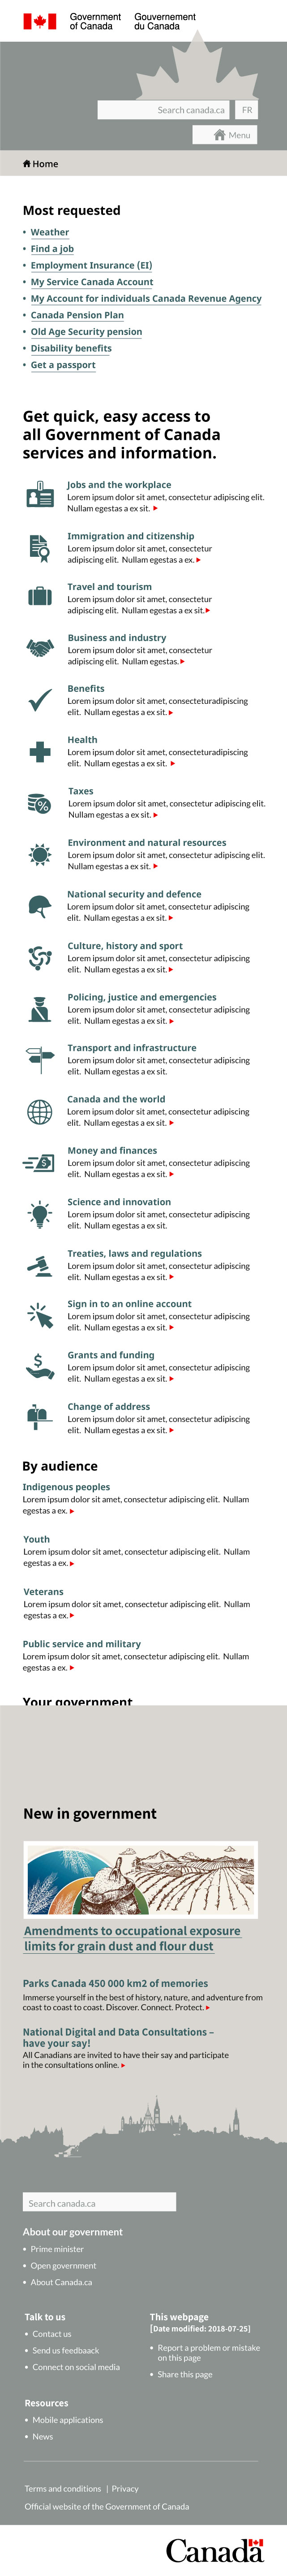 Government of Canada
Gouvernement du Canada
Search canada.ca
FR
Menu
Home
Most requested
• Weather
• Find a job
• Employment Insurance (EI)
• My Service Canada Account
• My Account for individuals Canada Revenue Agency
• Canada Pension Plan
• Old Age Security pension
• Disability benefits
• Get a passport
Get quick, easy access to
all Government of Canada
services and information.
Jobs and the workplace
Lorem ipsum dolor sit amet, consectetur adipiscing elit.
Nullam egestas a ex sit.
Immigration and citizenship
Lorem ipsum dolor sit amet, consectetur
adipiscing elit. Nullam egestas a ex.
Travel and tourism
Lorem ipsum dolor sit amet, consectetur
adipiscing elit. Nullam egestas a ex sit.
Business and industry
Lorem ipsum dolor sit amet, consectetur
adipiscing elit. Nullam egestas.
Benefits
Lorem ipsum dolor sit amet, consecteturadipiscing
elit. Nullam egestas a ex sit.
Health
Lorem ipsum dolor sit amet, consecteturadipiscing
elit. Nullam egestas a ex sit.
Taxes
Lorem ipsum dolor sit amet, consectetur adipiscing elit.
Nullam egestas a ex sit.
Environment and natural resources
Lorem ipsum dolor sit amet, consectetur adipiscing elit.
Nullam egestas a ex sit.
National security and defence
Lorem ipsum dolor sit amet, consectetur adipiscing
elit. Nullam egestas a ex sit.
Culture, history and sport
Lorem ipsum dolor sit amet, consectetur adipiscing
elit. Nullam egestas a ex sit.
Policing, justice and emergencies
Lorem ipsum dolor sit amet, consectetur adipiscing
elit. Nullam egestas a ex sit.
Transport and infrastructure
Lorem ipsum dolor sit amet, consectetur adipiscing
elit. Nullam egestas a ex sit.
Canada and the world
Lorem ipsum dolor sit amet, consectetur adipiscing
elit. Nullam egestas a ex sit.
Money and finances
Lorem ipsum dolor sit amet, consectetur adipiscing
elit. Nullam egestas a ex sit.
Science and innovation
Lorem ipsum dolor sit amet, consectetur adipiscing
elit. Nullam egestas a ex sit.
Treaties, laws and regulations
Lorem ipsum dolor sit amet, consectetur adipiscing
elit. Nullam egestas a ex sit.
Sign in to an online account
Lorem ipsum dolor sit amet, consectetur adipiscing
elit. Nullam egestas a ex sit.
Grants and funding
Lorem ipsum dolor sit amet, consectetur adipiscing
elit. Nullam egestas a ex sit.
Change of address
Lorem ipsum dolor sit amet, consectetur adipiscing
elit. Nullam egestas a ex sit.
By audience
Indigenous peoples
Lorem ipsum dolor sit amet, consectetur adipiscing elit. Nullam
egestas a ex.
Youth
Lorem ipsum dolor sit amet, consectetur adipiscing elit. Nullam
egestas a ex.
Veterans
Lorem ipsum dolor sit amet, consectetur adipiscing elit. Nullam
egestas a ex.
Public service and military
Lorem ipsum dolor sit amet, consectetur adipiscing elit. Nullam
egestas a ex.
Your government
New in government
Amendments to occupational exposure
limits for grain dust and flour dust
Parks Canada 450 000 km2 of memories
Immerse yourself in the best of history, nature, and adventure from
coast to coast to coast. Discover. Connect. Protect.
National Digital and Data Consultations –
have your say!
All Canadians are invited to have their say and participate
in the consultations online.
Search canada.ca
About our government
• Prime minister
• Open government
• About Canada.ca
Talk to us
• Contact us
• Send us feedbaack
• Connect on social media
This webpage
[Date modified: 2018-07-25]
• Report a problem or mistake
on this page
• Share this page
Resources
• Mobile applications
• News
Terms and conditions | Privacy
Official website of the Government of Canada
Canada